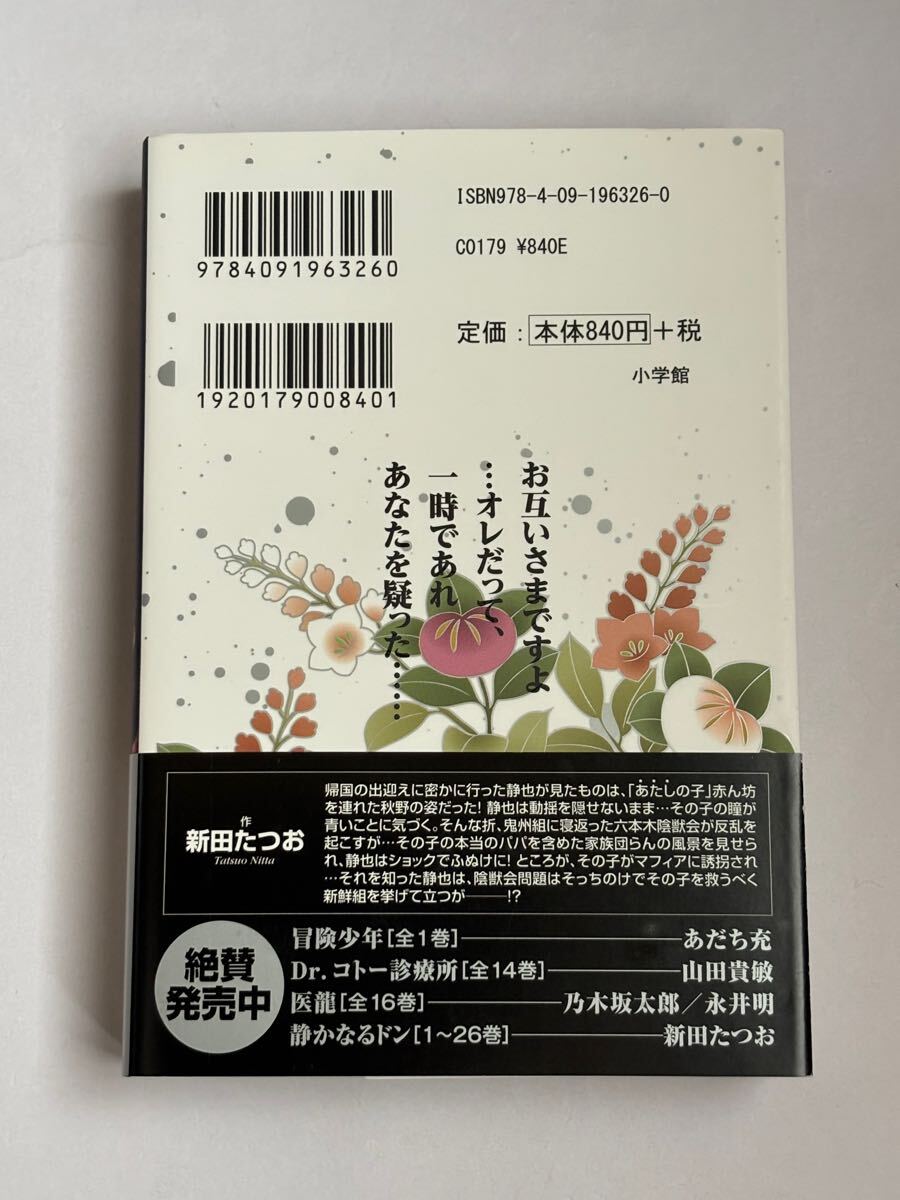 ISBN978-4-09-196326-0
9784091963260
C0179 ¥840E
定価：本体840円＋税
1920179008401
小学館
お互いさまですよ
…オレだって、
一時であれ
あなたを疑った……
作
新田たつお
Tatsuo Nitta
帰国の出迎えに密かに行った静也が見たものは、「あたしの子」赤ん坊
を連れた秋野の姿だった! 静也は動揺を隠せないまま…その子の瞳が
青いことに気づく。そんな折、鬼州組に寝返った六本木陰獣会が反乱を
起こすが…その子の本当のパパを含めた家族団らんの風景を見せら
れ、静也はショックでふぬけに! ところが、その子がマフィアに誘拐され
…それを知った静也は、陰獣会問題はそっちのけでその子を救うべく
新鮮組を挙げて立つが―――!?
絶賛
発売中
冒険少年[全1巻]―――あだち充
Dr.コトー診療所[全14巻]―――山田貴敏
医龍[全16巻]―――乃木坂太郎／永井明
静かなるドン[1〜26巻]―――新田たつお